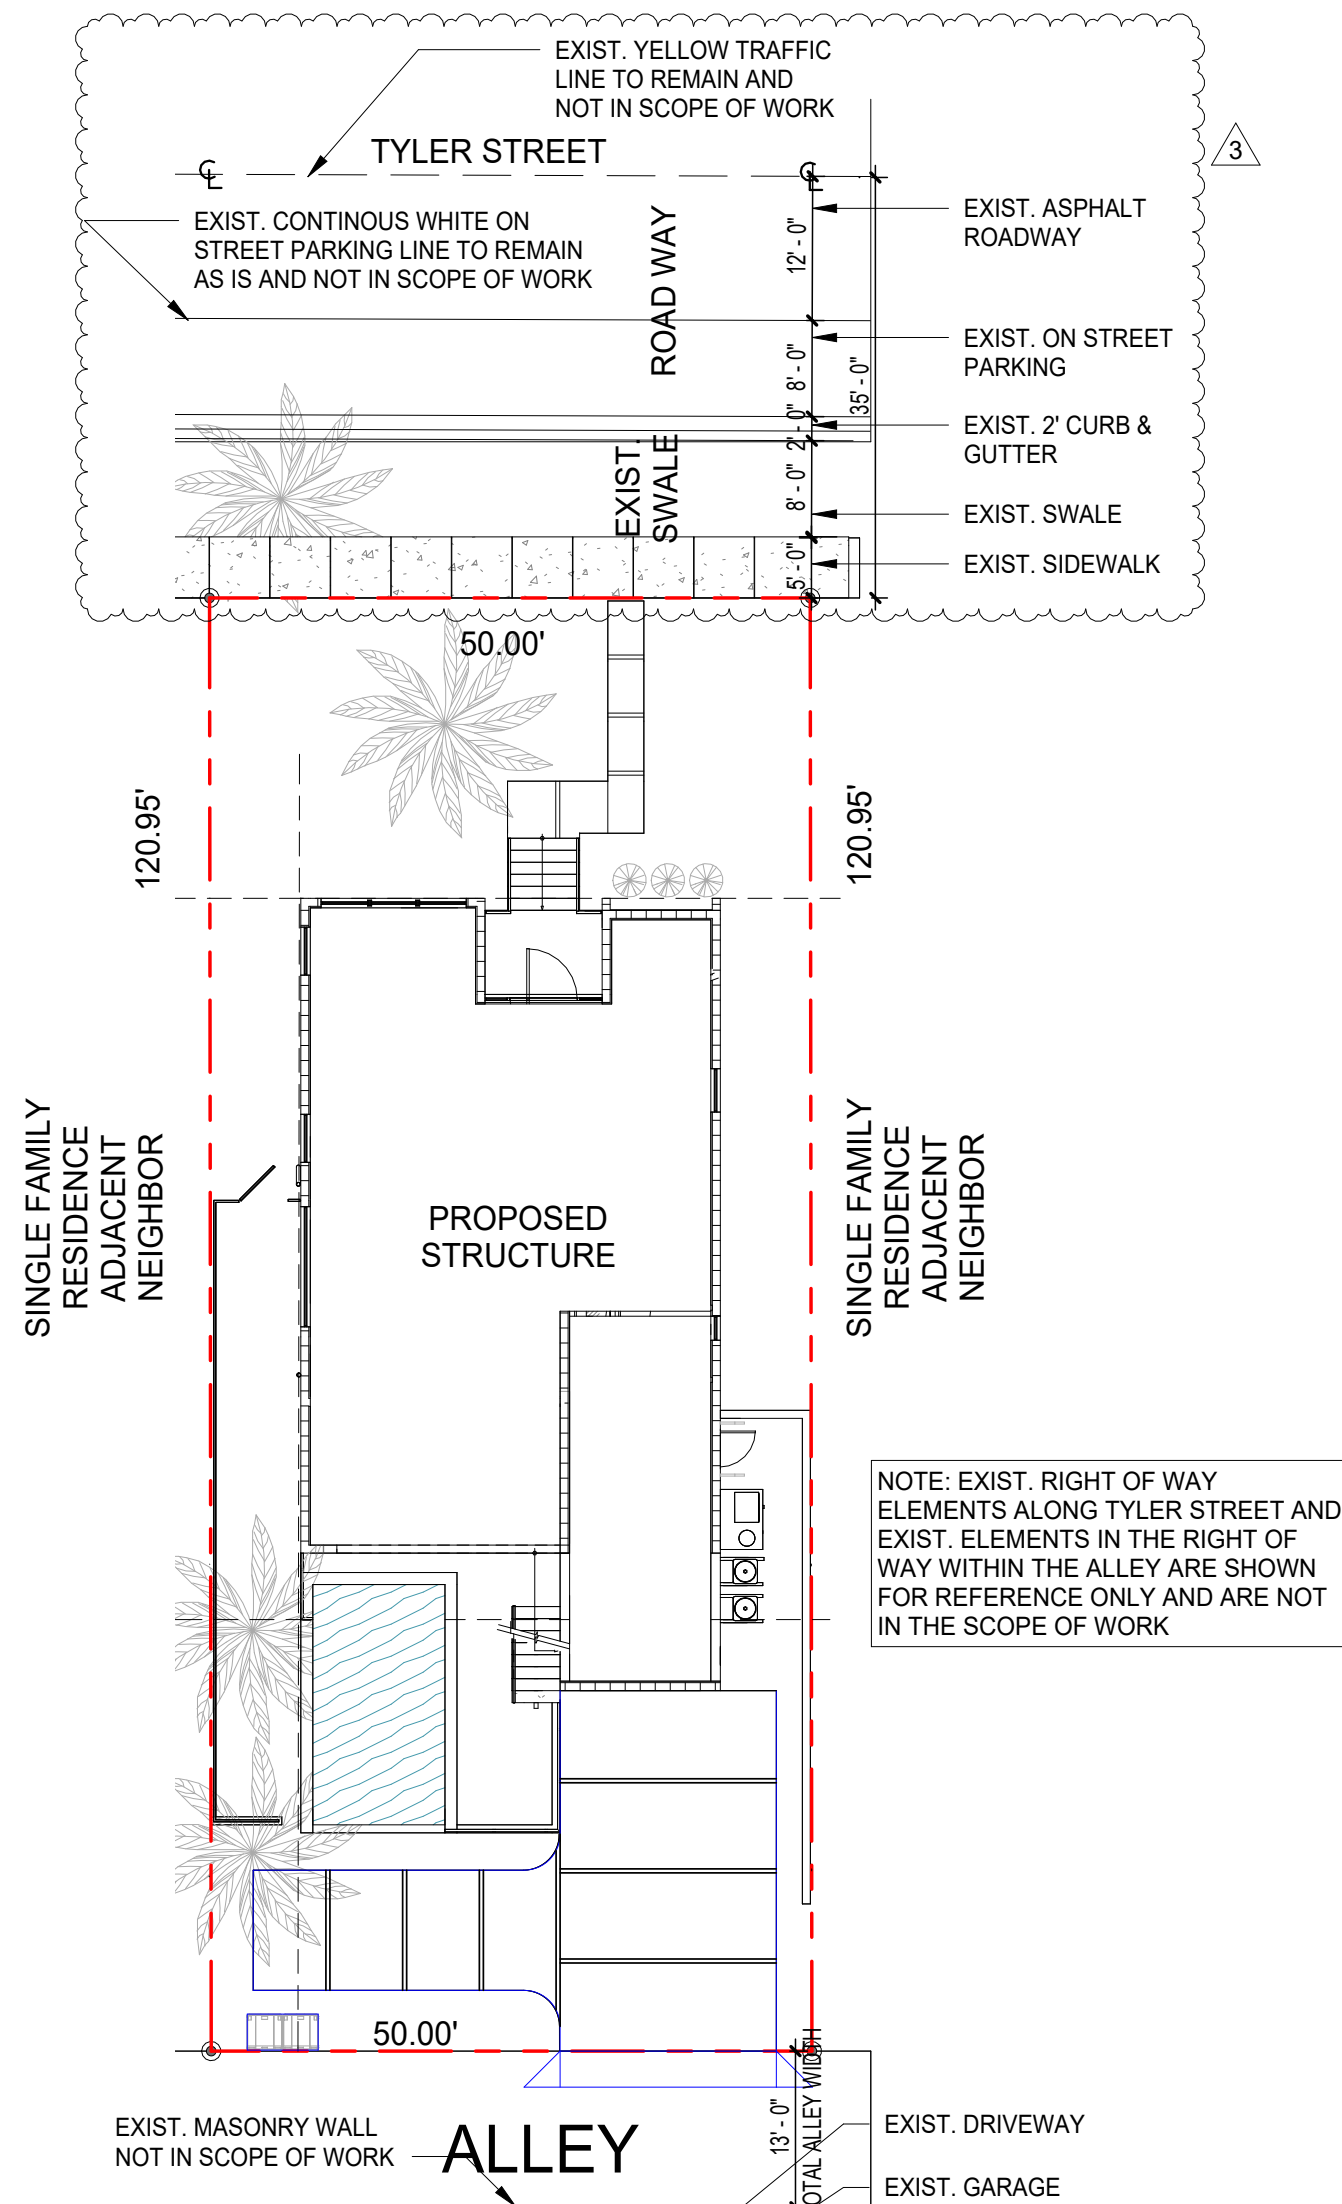 EXIST. YELLOW TRAFFIC
LINE TO REMAIN AND
NOT IN SCOPE OF WORK
TYLER STREET
3
EXIST. CONTINOUS WHITE ON
STREET PARKING LINE TO REMAIN
AS IS AND NOT IN SCOPE OF WORK
ROAD WAY
12' - 0"
8' - 0"
2' - 0"
8' - 0"
5' - 0"
35' - 0"
EXIST. ASPHALT
ROADWAY
EXIST. ON STREET
PARKING
EXIST. 2' CURB &
GUTTER
EXIST. SWALE
EXIST. SIDEWALK
EXIST.
SWALE
50.00'
120.95'
120.95'
SINGLE FAMILY
RESIDENCE
ADJACENT
NEIGHBOR
PROPOSED
STRUCTURE
SINGLE FAMILY
RESIDENCE
ADJACENT
NEIGHBOR
NOTE: EXIST. RIGHT OF WAY
ELEMENTS ALONG TYLER STREET AND
EXIST. ELEMENTS IN THE RIGHT OF
WAY WITHIN THE ALLEY ARE SHOWN
FOR REFERENCE ONLY AND ARE NOT
IN THE SCOPE OF WORK
50.00'
13' - 0"
OTAL ALLEY WIDTH
EXIST. MASONRY WALL
NOT IN SCOPE OF WORK
ALLEY
EXIST. DRIVEWAY
EXIST. GARAGE